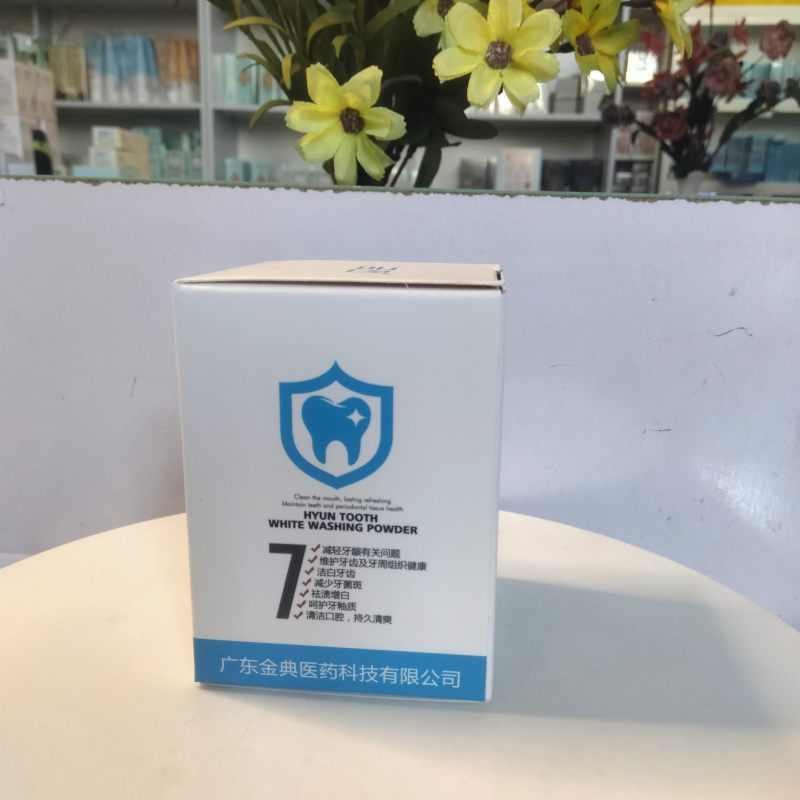 Clean the mouth, lasting refreshing
Maintain teeth and periodontal tissue health
HYUN TOOTH
WHITE WASHING POWDER
7
减轻牙龈有关问题
维护牙齿及牙周组织健康
洁白牙齿
减少牙菌斑
祛渍增白
呵护牙釉质
清洁口腔，持久清爽
广东金典医药科技有限公司